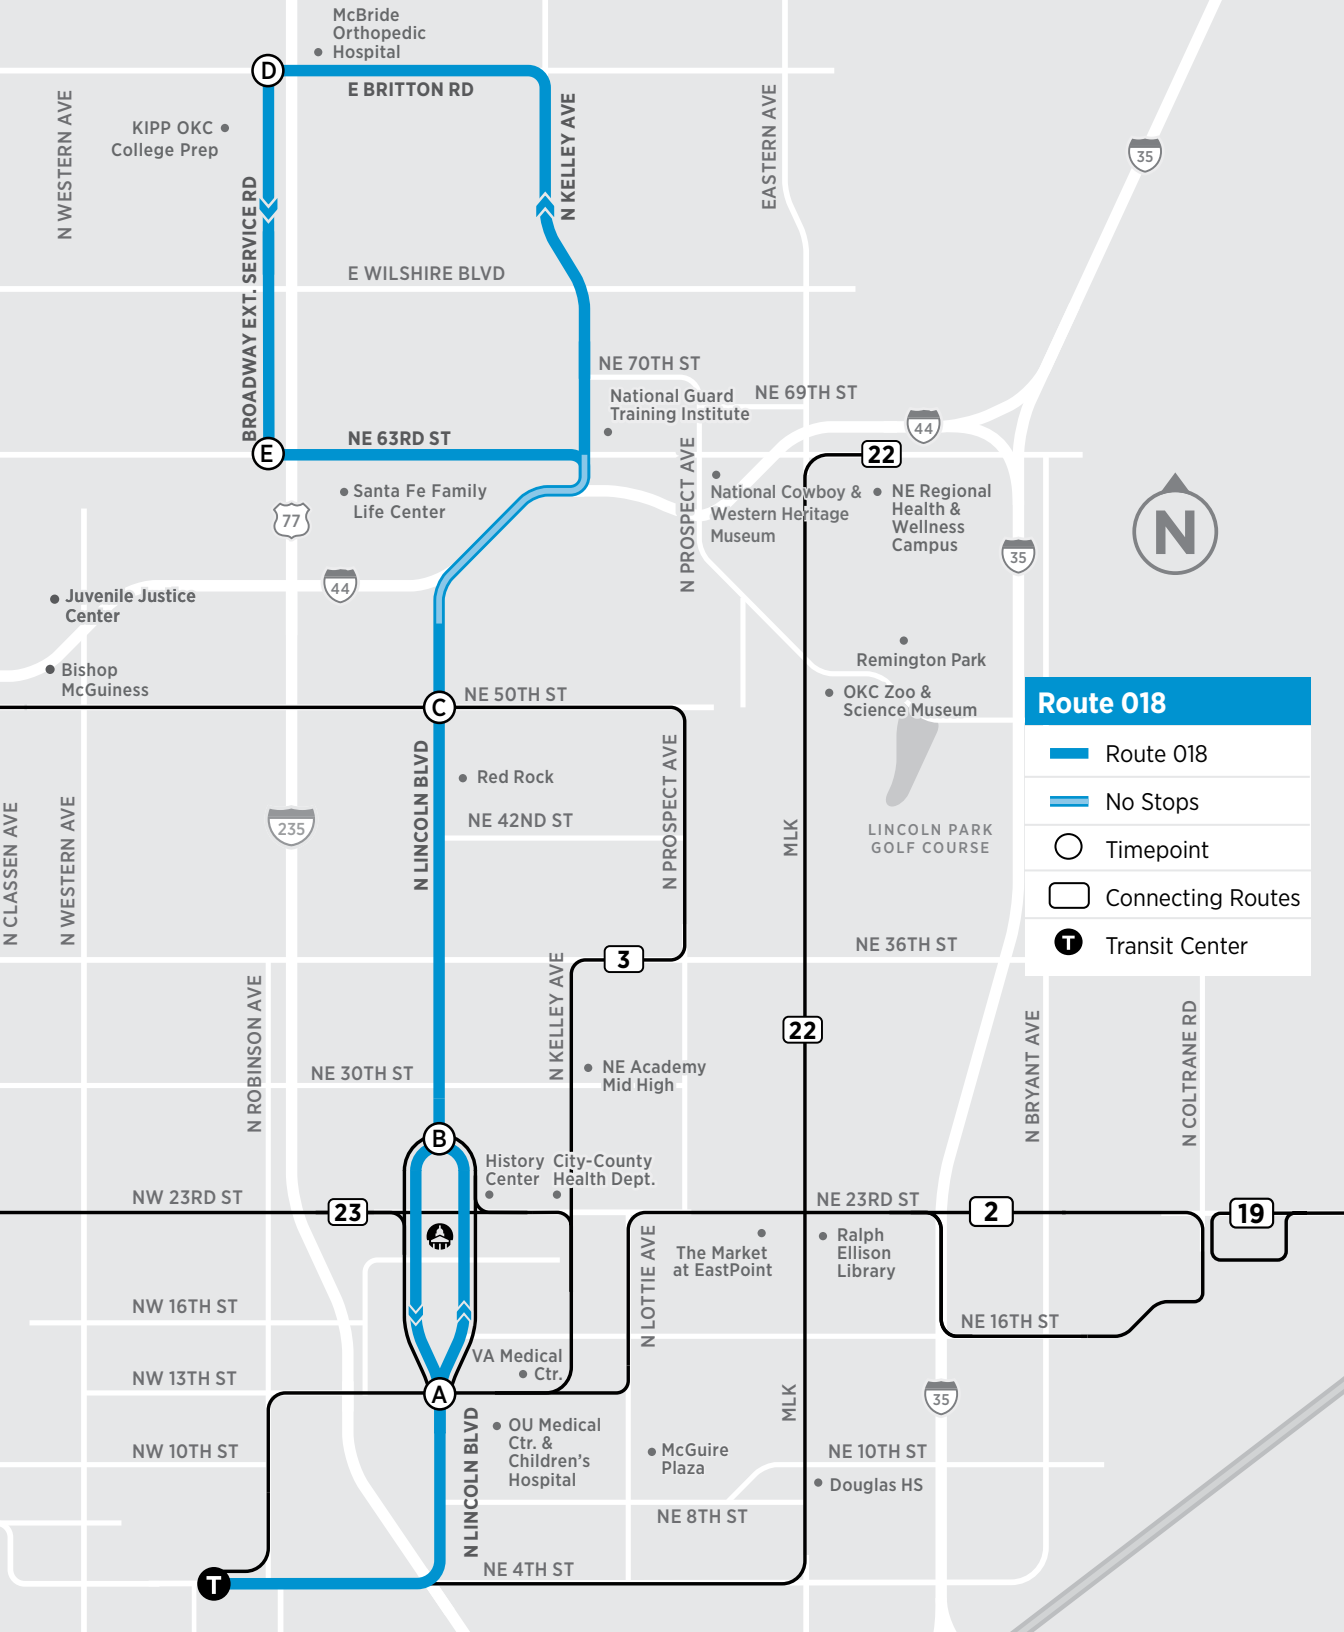 McBride
Orthopedic
Hospital
D
E BRITTON RD
N WESTERN AVE
KIPP OKC
College Prep
BROADWAY EXT. SERVICE RD
N KELLEY AVE
EASTERN AVE
35
E WILSHIRE BLVD
NE 70TH ST
NE 69TH ST
National Guard
Training Institute
44
E
NE 63RD ST
22
N PROSPECT AVE
Santa Fe Family
Life Center
77
National Cowboy &
Western Heritage
Museum
NE Regional
Health &
Wellness
Campus
35
N
44
Juvenile Justice
Center
Bishop
McGuiness
Remington Park
OKC Zoo &
Science Museum
C
NE 50TH ST
N LINCOLN BLVD
Red Rock
N PROSPECT AVE
NE 42ND ST
235
MLK
LINCOLN PARK
GOLF COURSE
N CLASSEN AVE
N WESTERN AVE
Route 018
Route 018
No Stops
Timepoint
Connecting Routes
T
Transit Center
NE 36TH ST
3
N KELLEY AVE
N ROBINSON AVE
22
NE 30TH ST
NE Academy
Mid High
N BRYANT AVE
N COLTRANE RD
B
History
Center
City-County
Health Dept.
NW 23RD ST
23
NE 23RD ST
2
19
The Market
at EastPoint
Ralph
Ellison
Library
N LOTTIE AVE
NW 16TH ST
NE 16TH ST
VA Medical
Ctr.
NW 13TH ST
A
MLK
35
N LINCOLN BLVD
OU Medical
Ctr. &
Children's
Hospital
NW 10TH ST
McGuire
Plaza
NE 10TH ST
Douglas HS
NE 8TH ST
NE 4TH ST
T